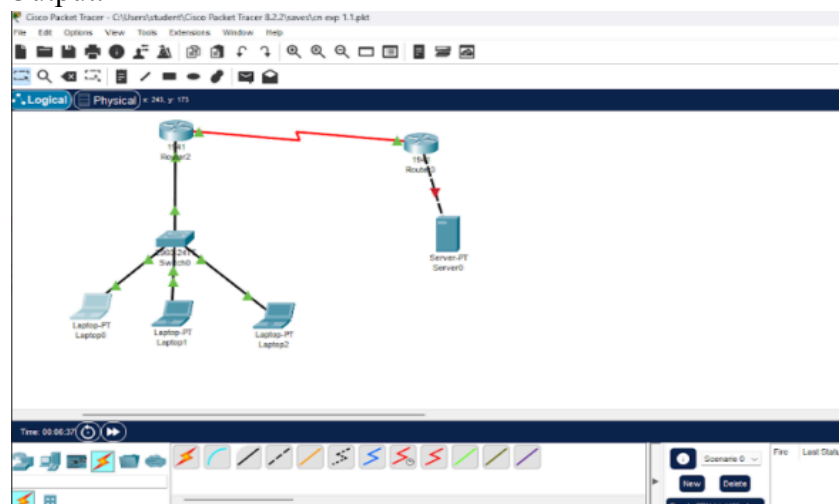 Cisco Packet Tracer - C:\Users\student\Cisco Packet Tracer 8.2.2\saves\cn exp 1.1.pkt
File Edit Options View Tools Extensions Window Help
Logical Physical x: 243, y: 173
1941
Router2
Server-PT
Server0
Switch0
Laptop-PT
Laptop0
Laptop-PT
Laptop1
Laptop-PT
Laptop2
Time: 00:06:37
Scenario 0
Fire Last Statu
New Delete